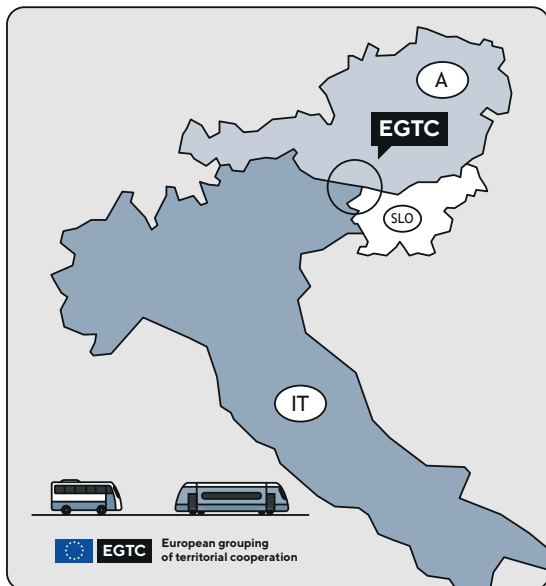 A
EGTC
SLO
IT
EGTC
European grouping
of territorial cooperation